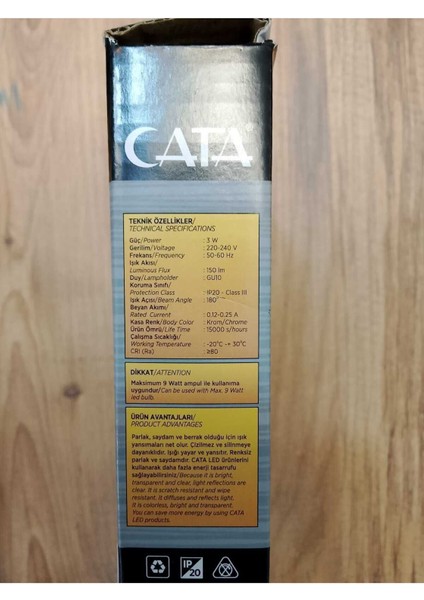 CATA®
TEKNİK ÖZELLİKLER/
TECHNICAL SPECIFICATIONS
Güç/Power : 3 W
Gerilim/Voltage : 220-240 V
Frekans/Frequency : 50-60 Hz
Işık Akısı/
Luminous Flux : 150 lm
Duy/Lampholder : GU10
Koruma Sınıfı/
Protection Class : IP20 - Class III
Işık Açısı/Beam Angle : 180°
Beyan Akımı/
Rated Current : 0.12-0.25 A
Kasa Renk/Body Color : Krom/Chrome
Ürün Ömrü/Life Time : 15000 s/hours
Çalışma Sıcaklığı/
Working Temperature : -20°C -+ 30°C
CRI (Ra) : ≥80
DİKKAT/ATTENTION
Maksimum 9 Watt ampul ile kullanıma
uygundur/Can be used with Max. 9 Watt
led bulb.
ÜRÜN AVANTAJLARI/
PRODUCT ADVANTAGES
Parlak, saydam ve berrak olduğu için ışık
yansımaları net olur. Çizilmeye ve silinmeye
dayanıklıdır. Işığı yayar ve yansıtır. Renksiz
parlak ve saydamdır. CATA LED ürünlerini
kullanarak daha fazla enerji tasarrufu
sağlayabilirsiniz/Because it is bright,
transparent and clear, light reflections are
clear. It is scratch resistant and wipe
resistant, it diffuses and reflects light.
It is colorless, bright and transparent.
You can save more energy by using CATA
LED products.
IP
20